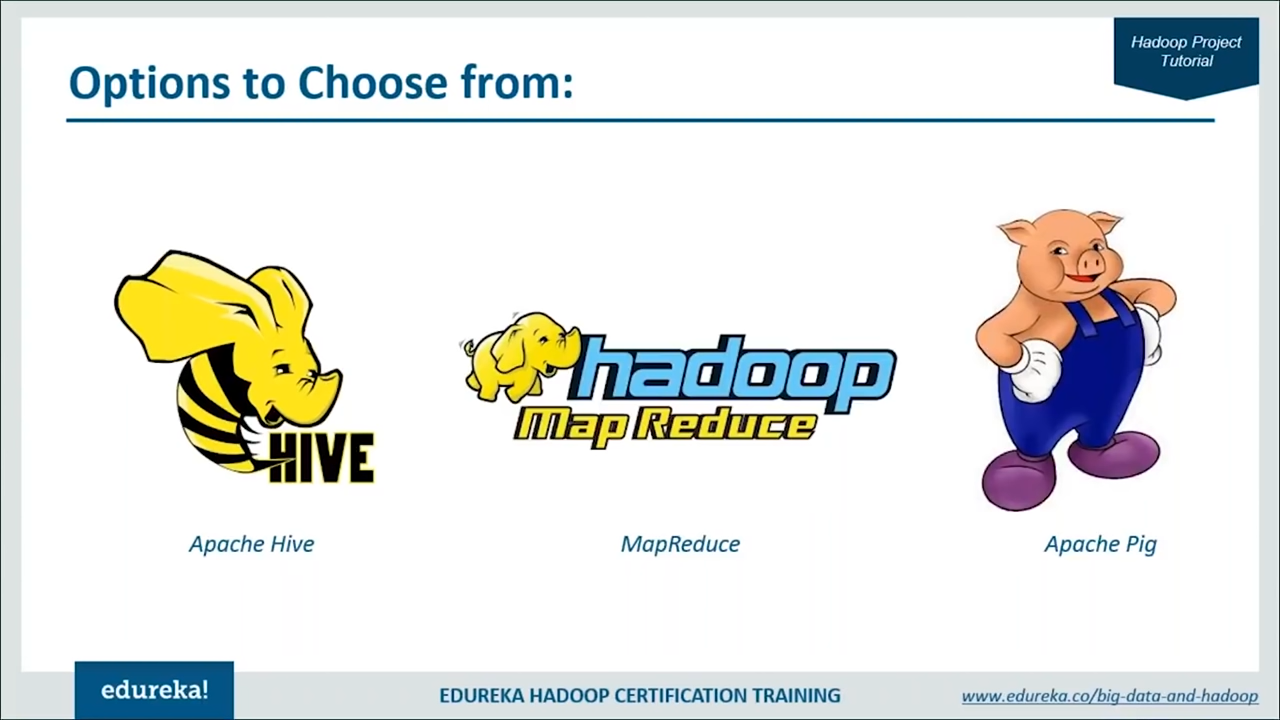 Hadoop Project
Tutorial
Options to Choose from:
HIVE
hadoop
Map Reduce
Apache Hive
MapReduce
Apache Pig
edureka!
EDUREKA HADOOP CERTIFICATION TRAINING
www.edureka.co/big-data-and-hadoop